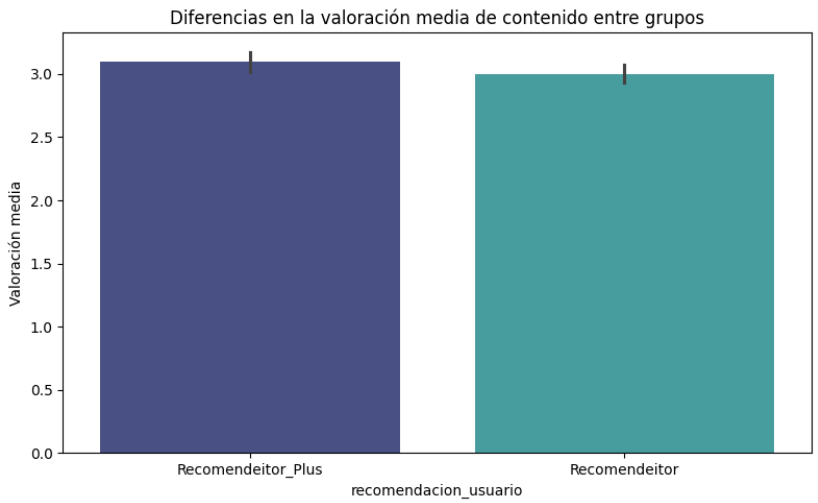 Diferencias en la valoración media de contenido entre grupos
Valoración media
3.0
2.5
2.0
1.5
1.0
0.5
0.0
Recomendeitor_Plus
Recomendeitor
recomendacion_usuario